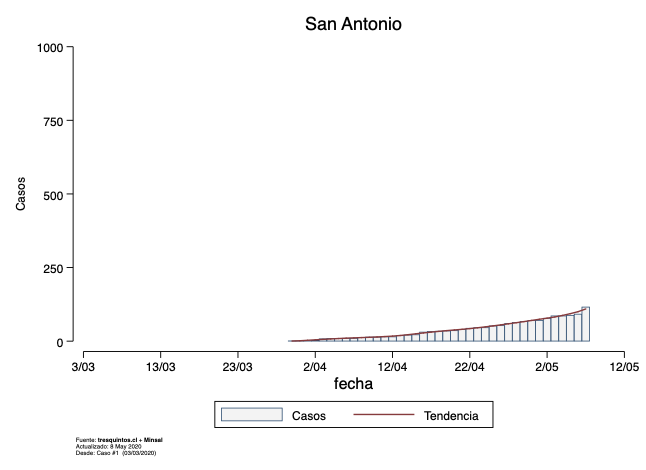 San Antonio
1000
750
500
250
0
Casos
3/03 13/03 23/03 2/04 12/04 22/04 2/05 12/05
fecha
Casos Tendencia
Fuente: tresquintos.cl + Minsal
Actualizado: 8 May 2020
Desde: Caso #1 (03/03/2020)